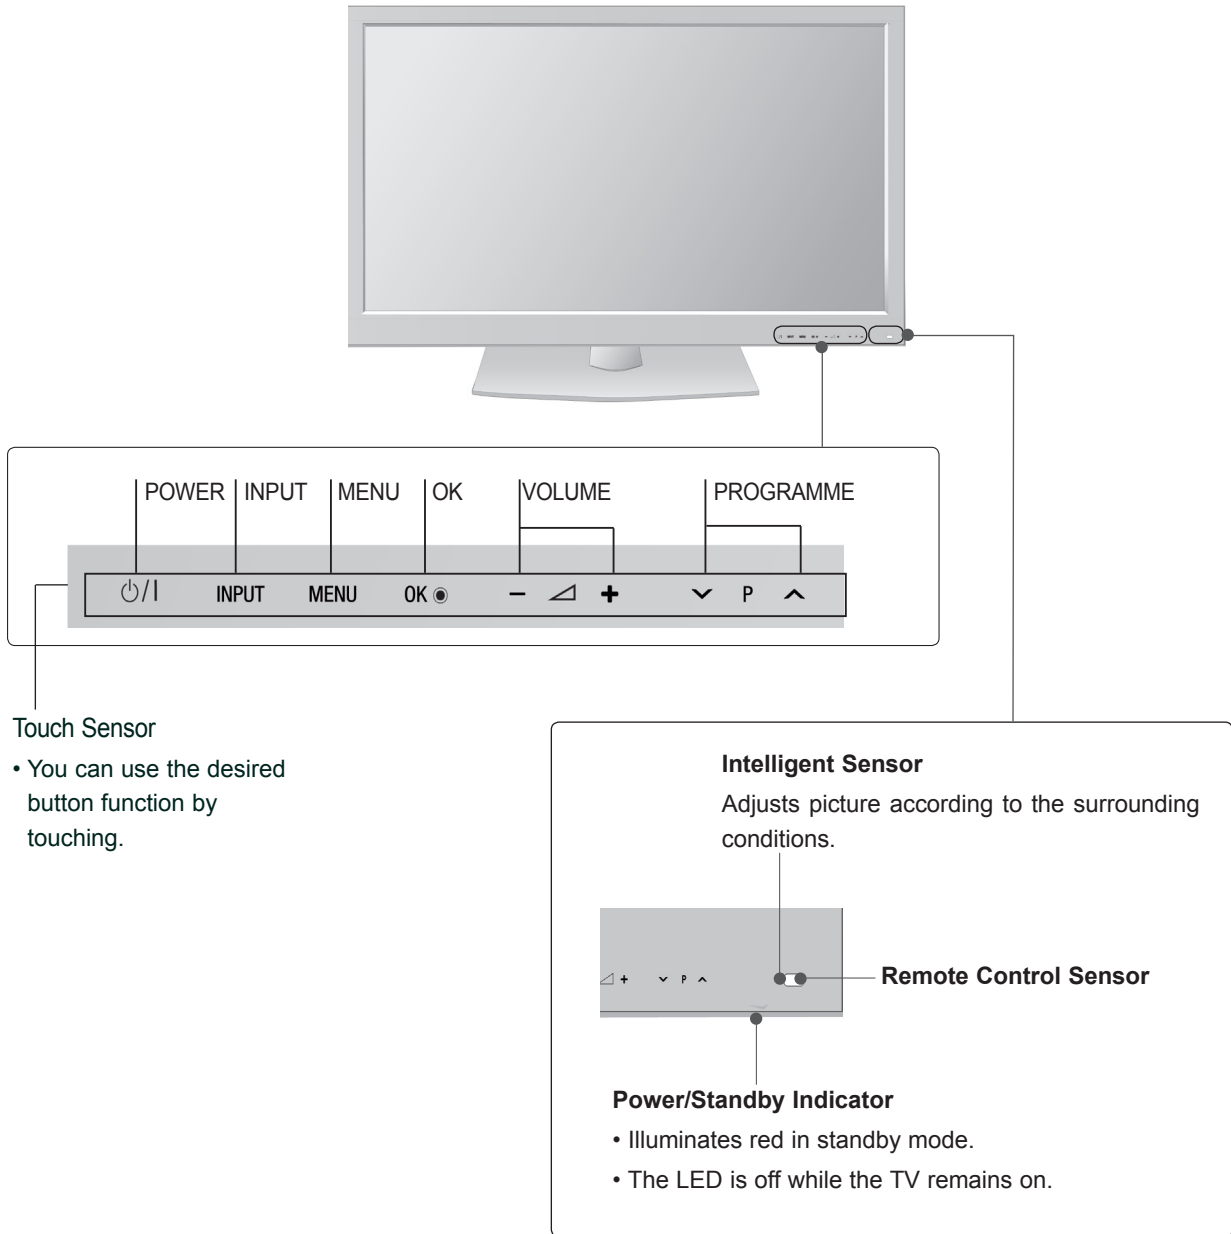 POWER INPUT MENU OK VOLUME PROGRAMME
⏻/I INPUT MENU OK ◉ − + ⌄ P ⌃
Touch Sensor
• You can use the desired
button function by
touching.
Intelligent Sensor
Adjusts picture according to the surrounding
conditions.
+ ⌄ P ⌃
Remote Control Sensor
Power/Standby Indicator
• Illuminates red in standby mode.
• The LED is off while the TV remains on.